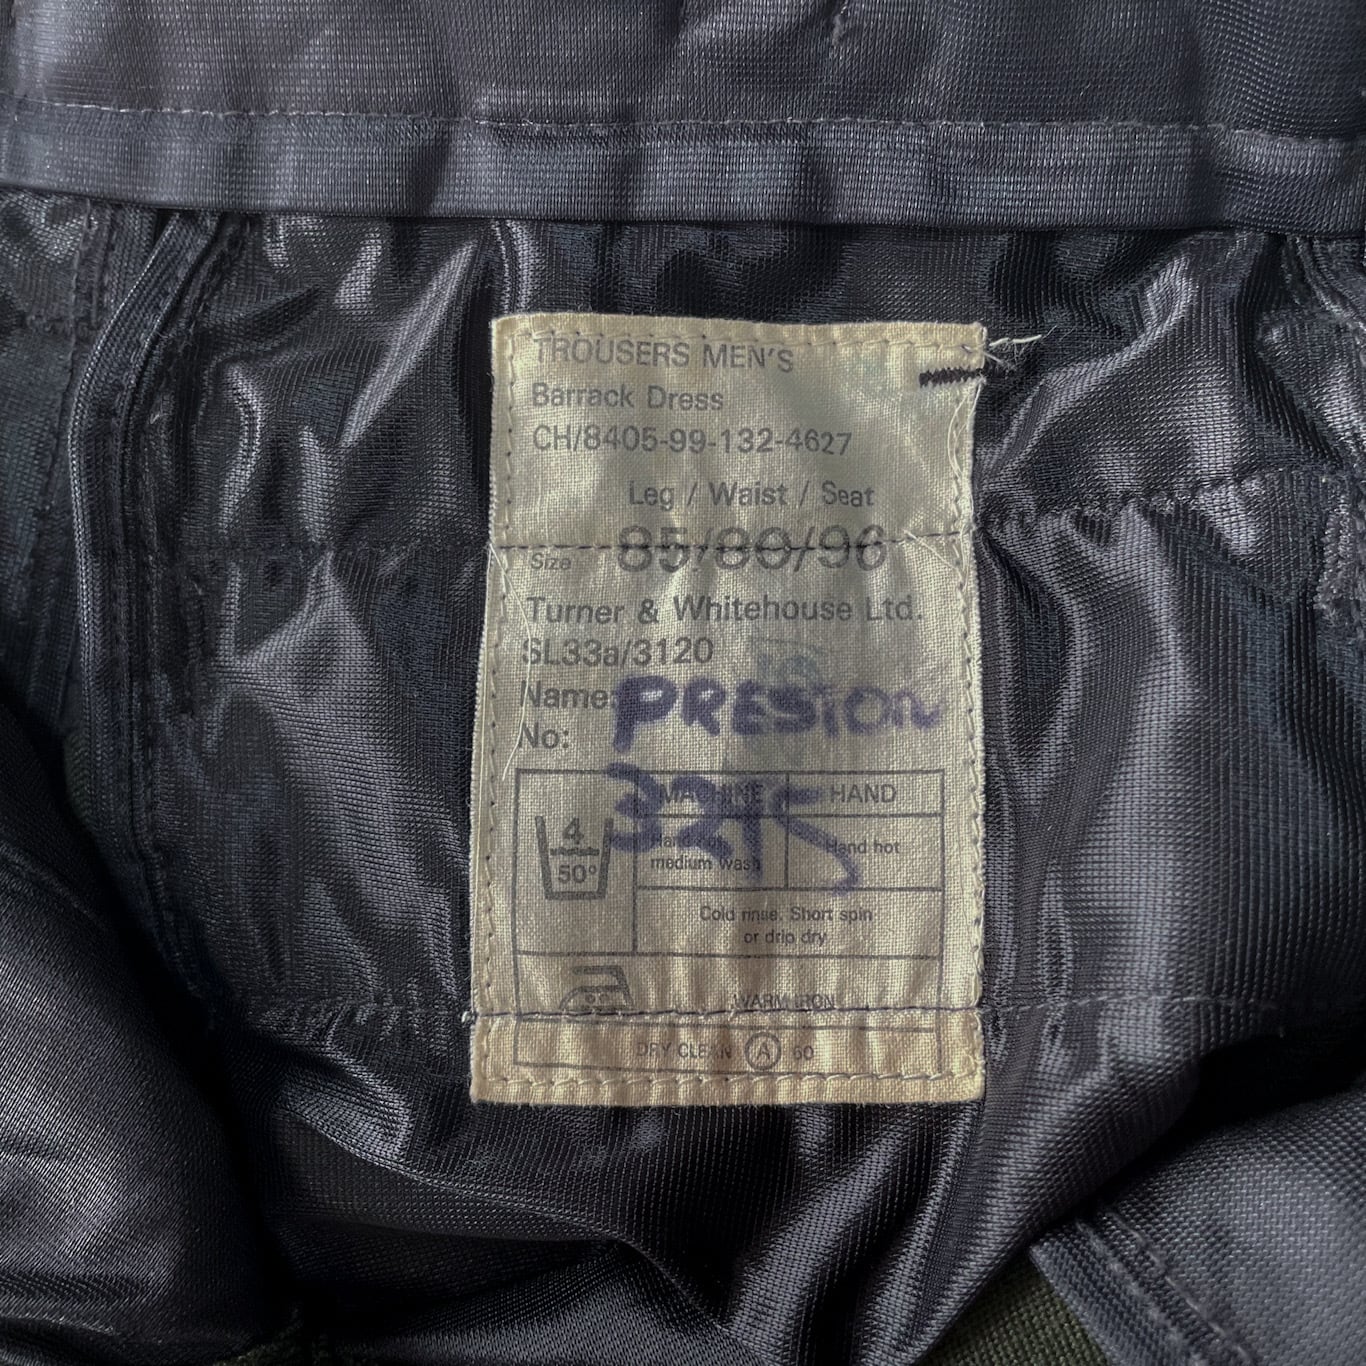 TROUSERS MEN'S
Barrack Dress
CH/8405-99-132-4627
Leg / Waist / Seat
Size 85/80/96
Turner & Whitehouse Ltd.
SL33a/3120
Name: PRESTON
No:
MACHINE HAND
4
50°
medium wash Hand hot
Cold rinse. Short spin
or drip dry
WARM IRON
DRY CLEAN A 60